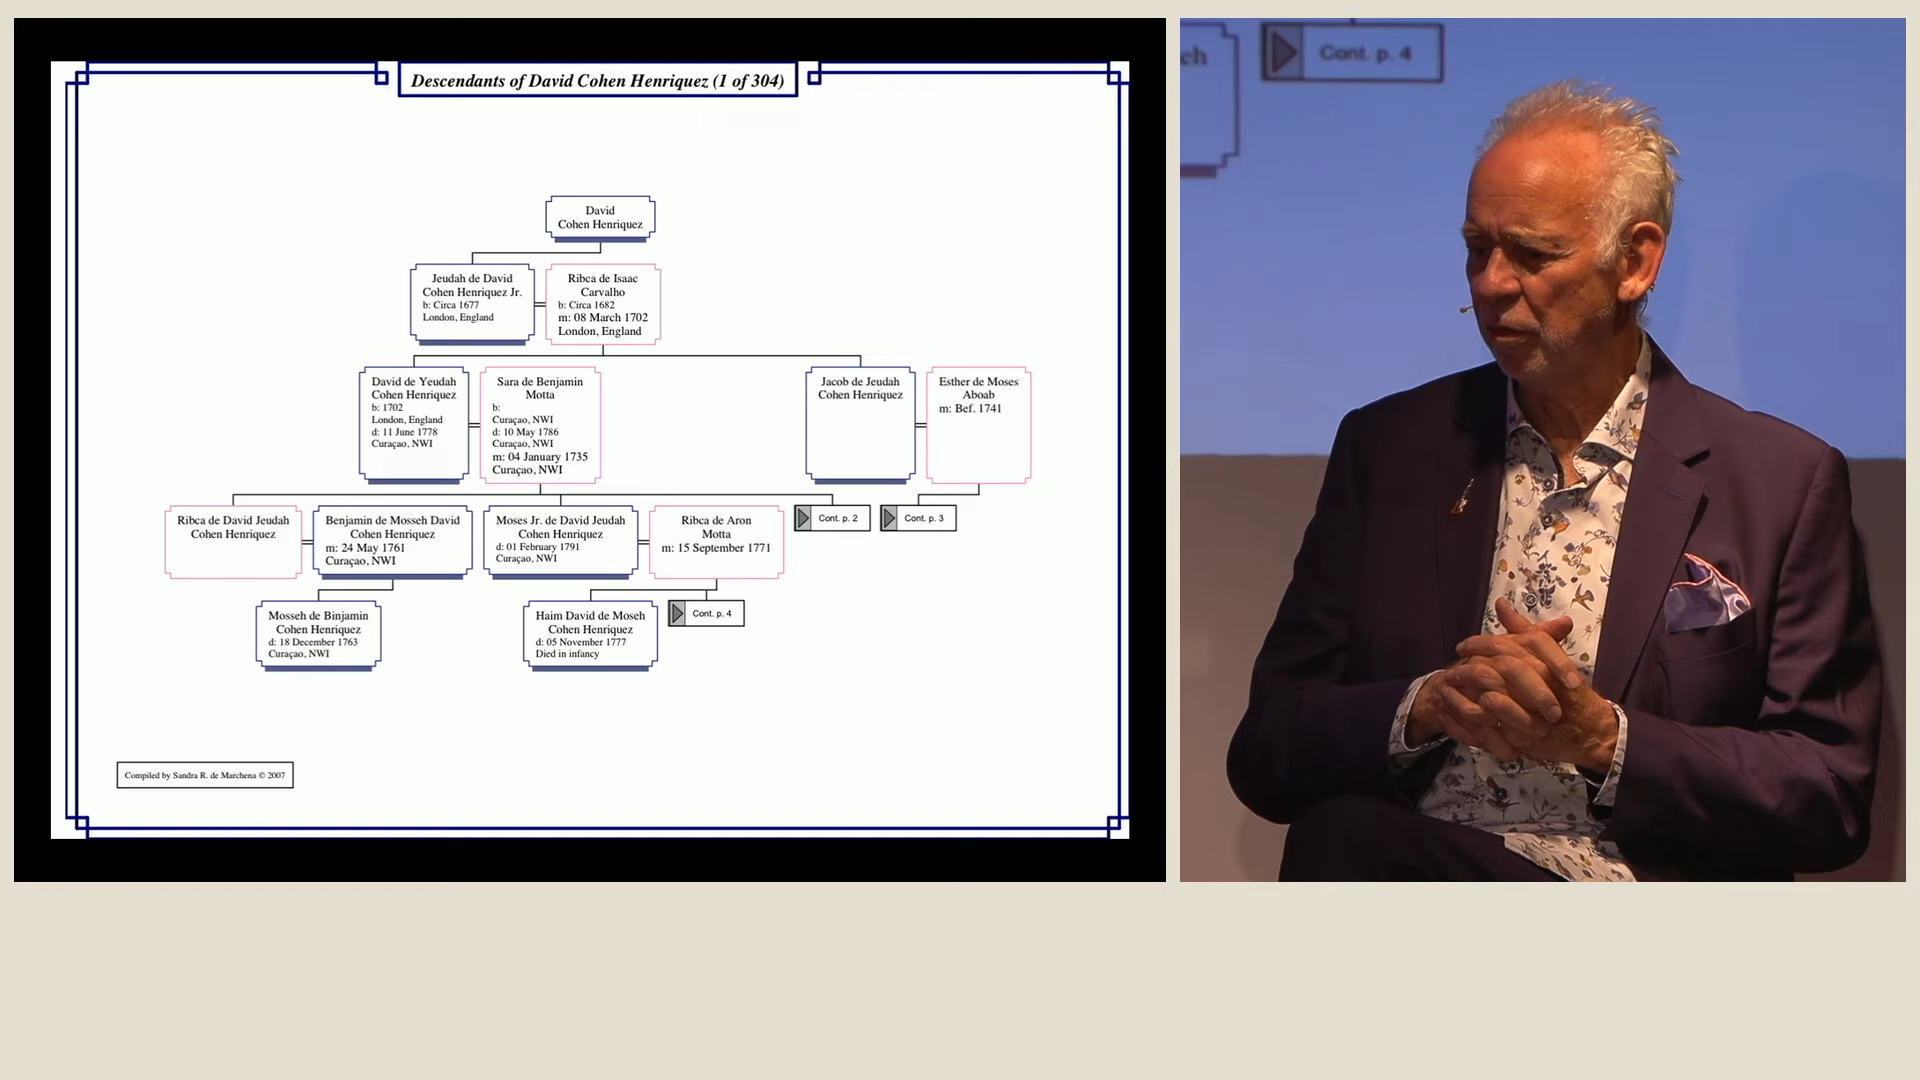 Descendants of David Cohen Henriquez (1 of 304)
David
Cohen Henriquez
Jeudah de David
Cohen Henriquez Jr.
b: Circa 1677
London, England
Ribca de Isaac
Carvalho
b: Circa 1682
m: 08 March 1702
London, England
David de Yeudah
Cohen Henriquez
b: 1702
London, England
d: 11 June 1778
Curaçao, NWI
Sara de Benjamin
Motta
b:
Curaçao, NWI
d: 10 May 1786
Curaçao, NWI
m: 04 January 1735
Curaçao, NWI
Jacob de Jeudah
Cohen Henriquez
Esther de Moses
Aboab
m: Bef. 1741
Ribca de David Jeudah
Cohen Henriquez
Benjamin de Mosseh David
Cohen Henriquez
m: 24 May 1761
Curaçao, NWI
Moses Jr. de David Jeudah
Cohen Henriquez
d: 01 February 1791
Curaçao, NWI
Ribca de Aron
Motta
m: 15 September 1771
Cont. p. 2
Cont. p. 3
Mosseh de Binjamin
Cohen Henriquez
d: 18 December 1763
Curaçao, NWI
Haim David de Moseh
Cohen Henriquez
d: 05 November 1777
Died in infancy
Cont. p. 4
Compiled by Sandra R. de Marchena © 2007
eh
Cont. p. 4